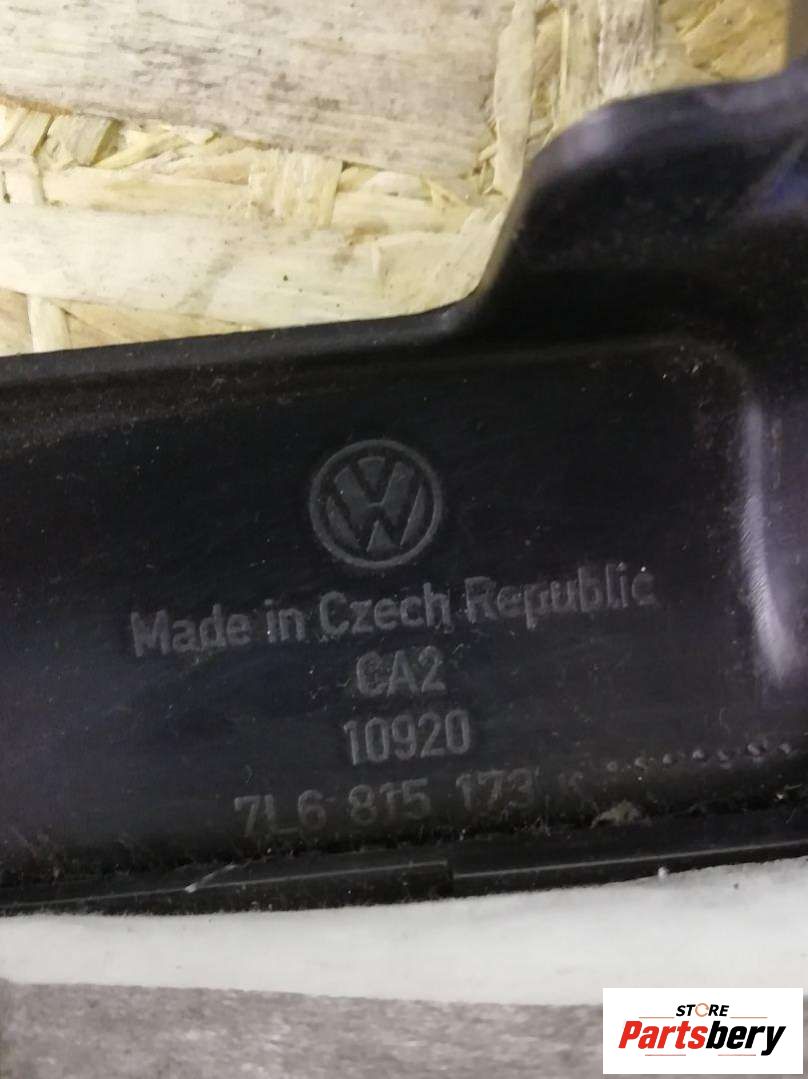 Made in Czech Republic
CA2
10920
7L6 815 173
STORE
Partsbery